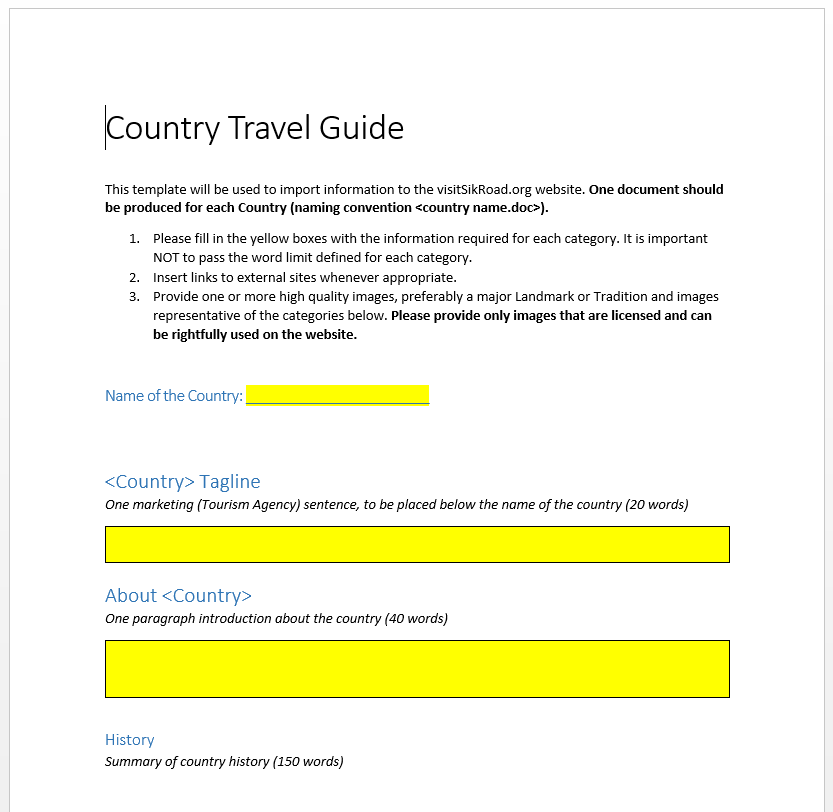 Country Travel Guide
This template will be used to import information to the visitSikRoad.org website. One document should
be produced for each Country (naming convention <country name.doc>).
1. Please fill in the yellow boxes with the information required for each category. It is important
NOT to pass the word limit defined for each category.
2. Insert links to external sites whenever appropriate.
3. Provide one or more high quality images, preferably a major Landmark or Tradition and images
representative of the categories below. Please provide only images that are licensed and can
be rightfully used on the website.
Name of the Country:
<Country> Tagline
One marketing (Tourism Agency) sentence, to be placed below the name of the country (20 words)
About <Country>
One paragraph introduction about the country (40 words)
History
Summary of country history (150 words)